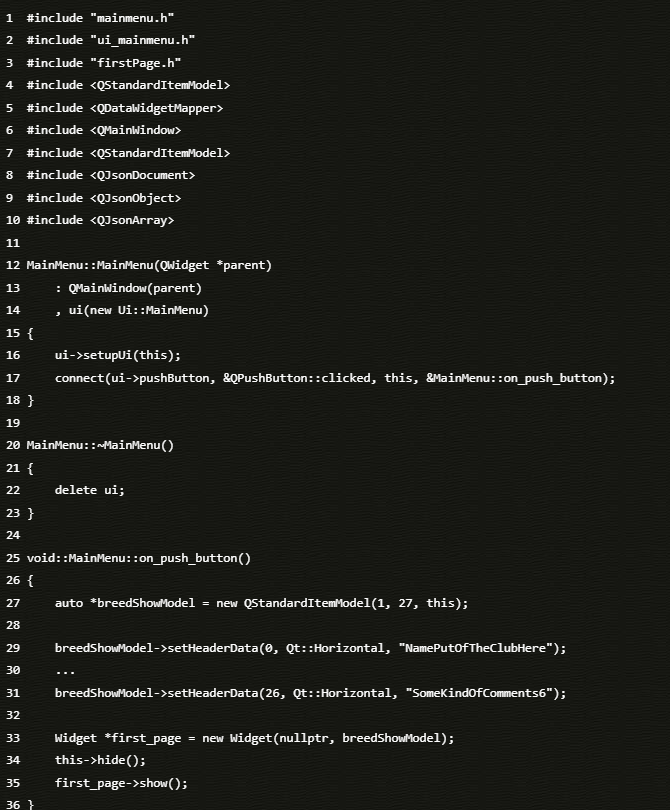 1 #include "mainmenu.h"
2 #include "ui_mainmenu.h"
3 #include "firstPage.h"
4 #include <QStandardItemModel>
5 #include <QDataWidgetMapper>
6 #include <QMainWindow>
7 #include <QStandardItemModel>
8 #include <QJsonDocument>
9 #include <QJsonObject>
10 #include <QJsonArray>
11
12 MainMenu::MainMenu(QWidget *parent)
13     : QMainWindow(parent)
14     , ui(new Ui::MainMenu)
15 {
16     ui->setupUi(this);
17     connect(ui->pushButton, &QPushButton::clicked, this, &MainMenu::on_push_button);
18 }
19
20 MainMenu::~MainMenu()
21 {
22     delete ui;
23 }
24
25 void::MainMenu::on_push_button()
26 {
27     auto *breedShowModel = new QStandardItemModel(1, 27, this);
28
29     breedShowModel->setHeaderData(0, Qt::Horizontal, "NamePutOfTheClubHere");
30     ...
31     breedShowModel->setHeaderData(26, Qt::Horizontal, "SomeKindOfComments6");
32
33     Widget *first_page = new Widget(nullptr, breedShowModel);
34     this->hide();
35     first_page->show();
36 }